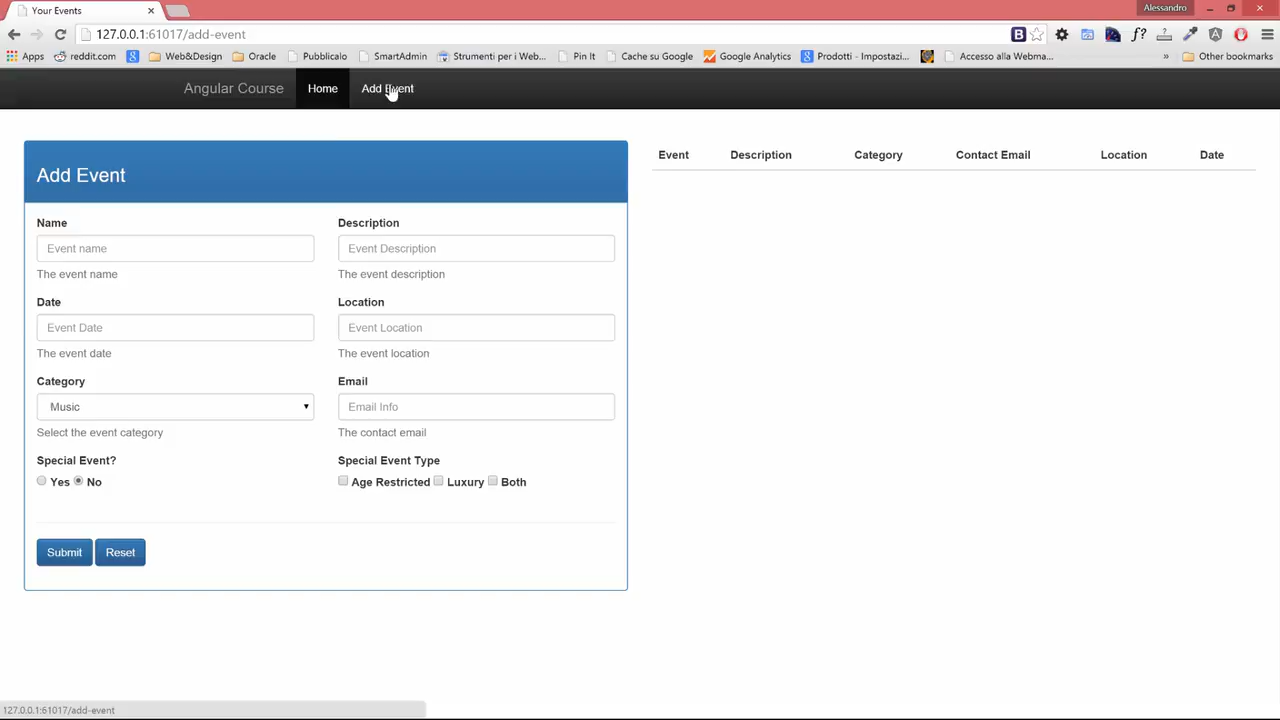 Your Events
Alessandro
127.0.0.1:61017/add-event
Apps reddit.com Web&Design Oracle Pubblicalo SmartAdmin Strumenti per i Web... Pin It Cache su Google Google Analytics Prodotti - Impostazi... Accesso alla Webma... » Other bookmarks
Angular Course Home Add Event
Add Event
Name Description
Event name Event Description
The event name The event description
Date Location
Event Date Event Location
The event date The event location
Category Email
Music Email Info
Select the event category The contact email
Special Event? Special Event Type
Yes No Age Restricted Luxury Both
Submit Reset
Event Description Category Contact Email Location Date
127.0.0.1:61017/add-event